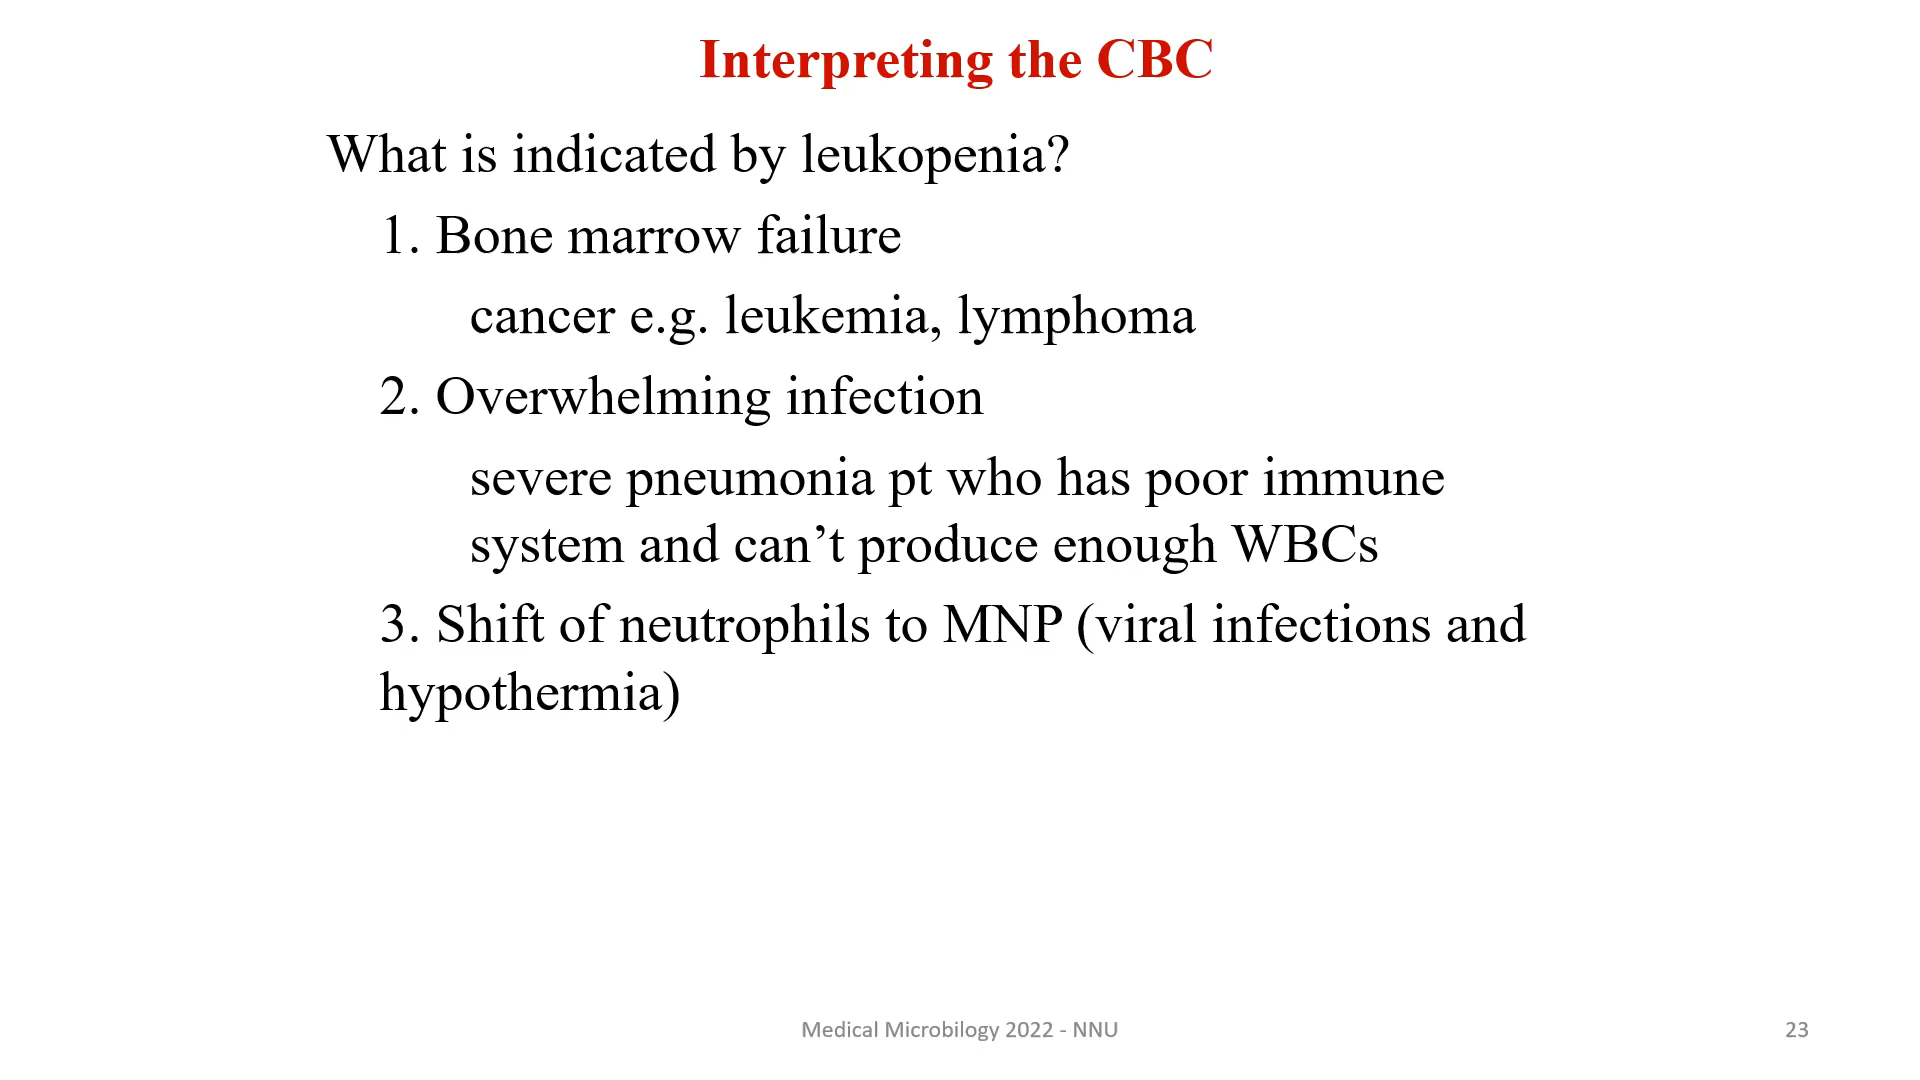 Interpreting the CBC
What is indicated by leukopenia?
1. Bone marrow failure
cancer e.g. leukemia, lymphoma
2. Overwhelming infection
severe pneumonia pt who has poor immune
system and can’t produce enough WBCs
3. Shift of neutrophils to MNP (viral infections and
hypothermia)
Medical Microbilogy 2022 - NNU
23